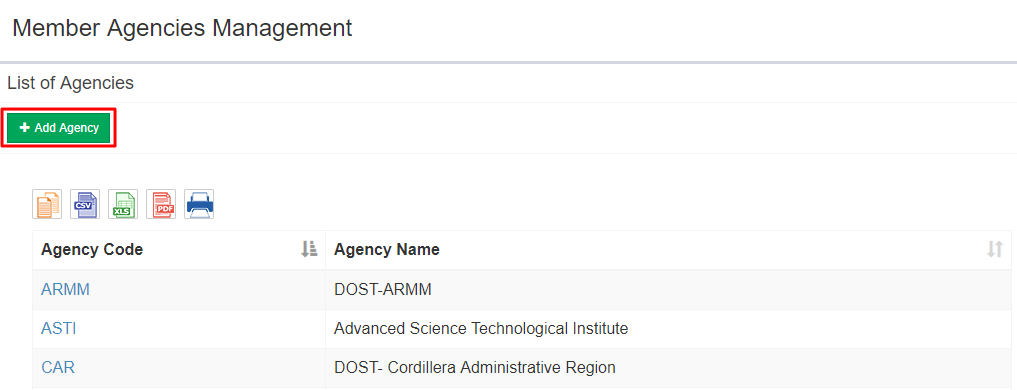 Member Agencies Management
List of Agencies
+ Add Agency
CSV XLS PDF
Agency Code Agency Name
ARMM DOST-ARMM
ASTI Advanced Science Technological Institute
CAR DOST- Cordillera Administrative Region